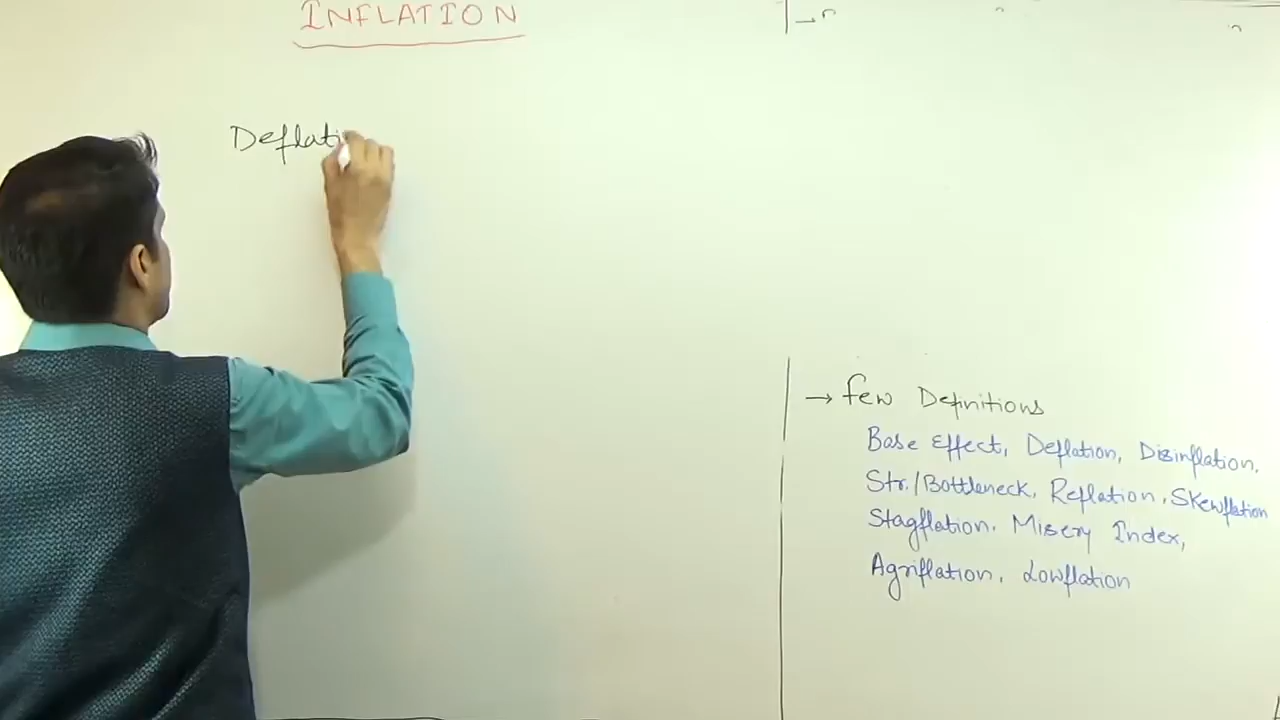 INFLATION
Deflati
→ few Definitions
Base Effect, Deflation, Disinflation,
Str./Bottleneck, Reflation, Skewflation
Stagflation, Misery Index,
Agriflation, Lowflation